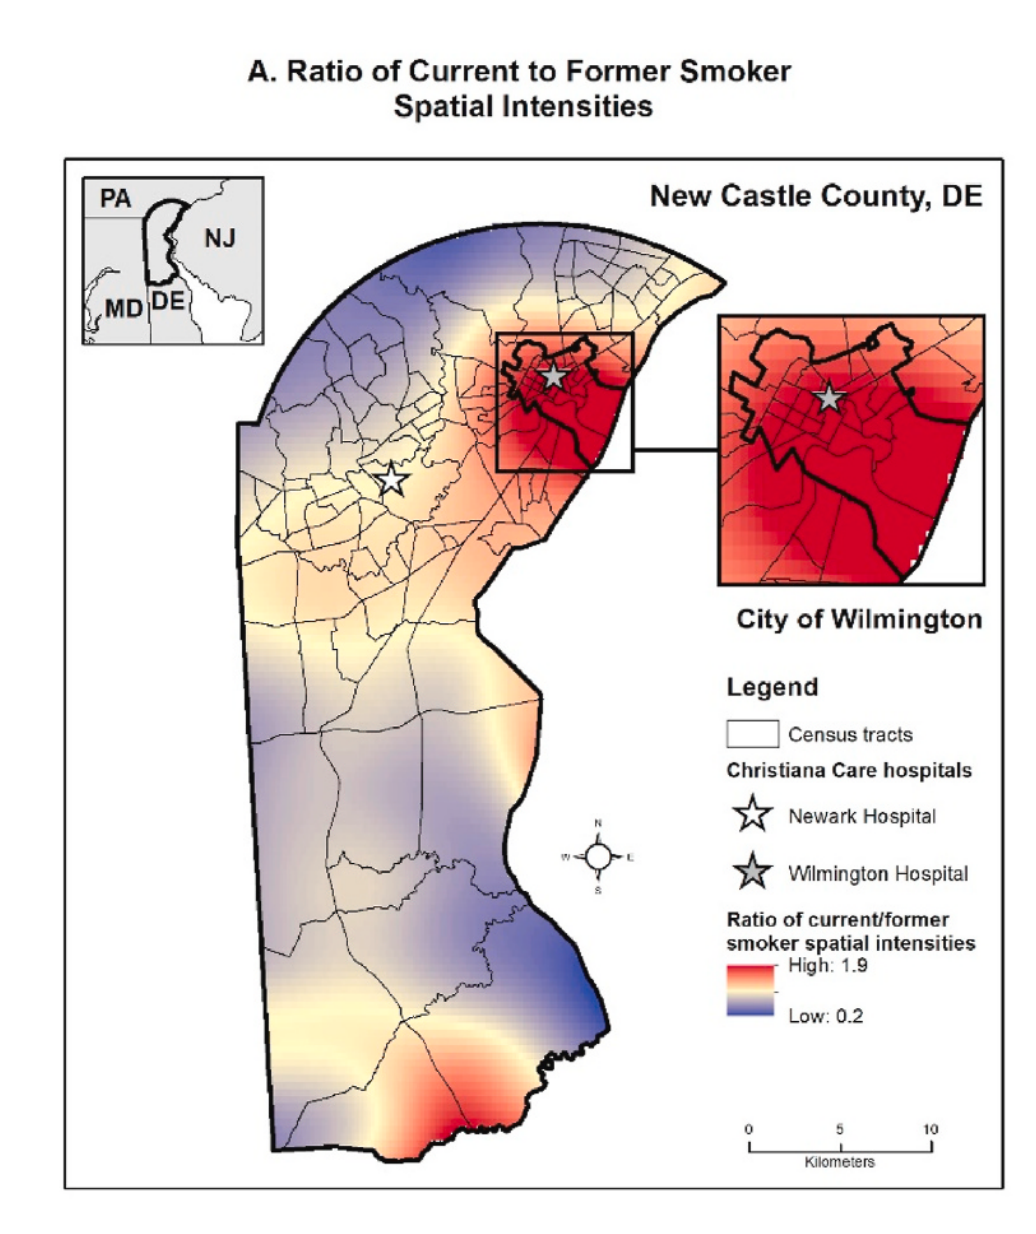 A. Ratio of Current to Former Smoker
Spatial Intensities
PA
NJ
MD
DE
New Castle County, DE
City of Wilmington
Legend
Census tracts
Christiana Care hospitals
Newark Hospital
Wilmington Hospital
Ratio of current/former
smoker spatial intensities
High: 1.9
Low: 0.2
N
W
E
S
0 5 10
Kilometers